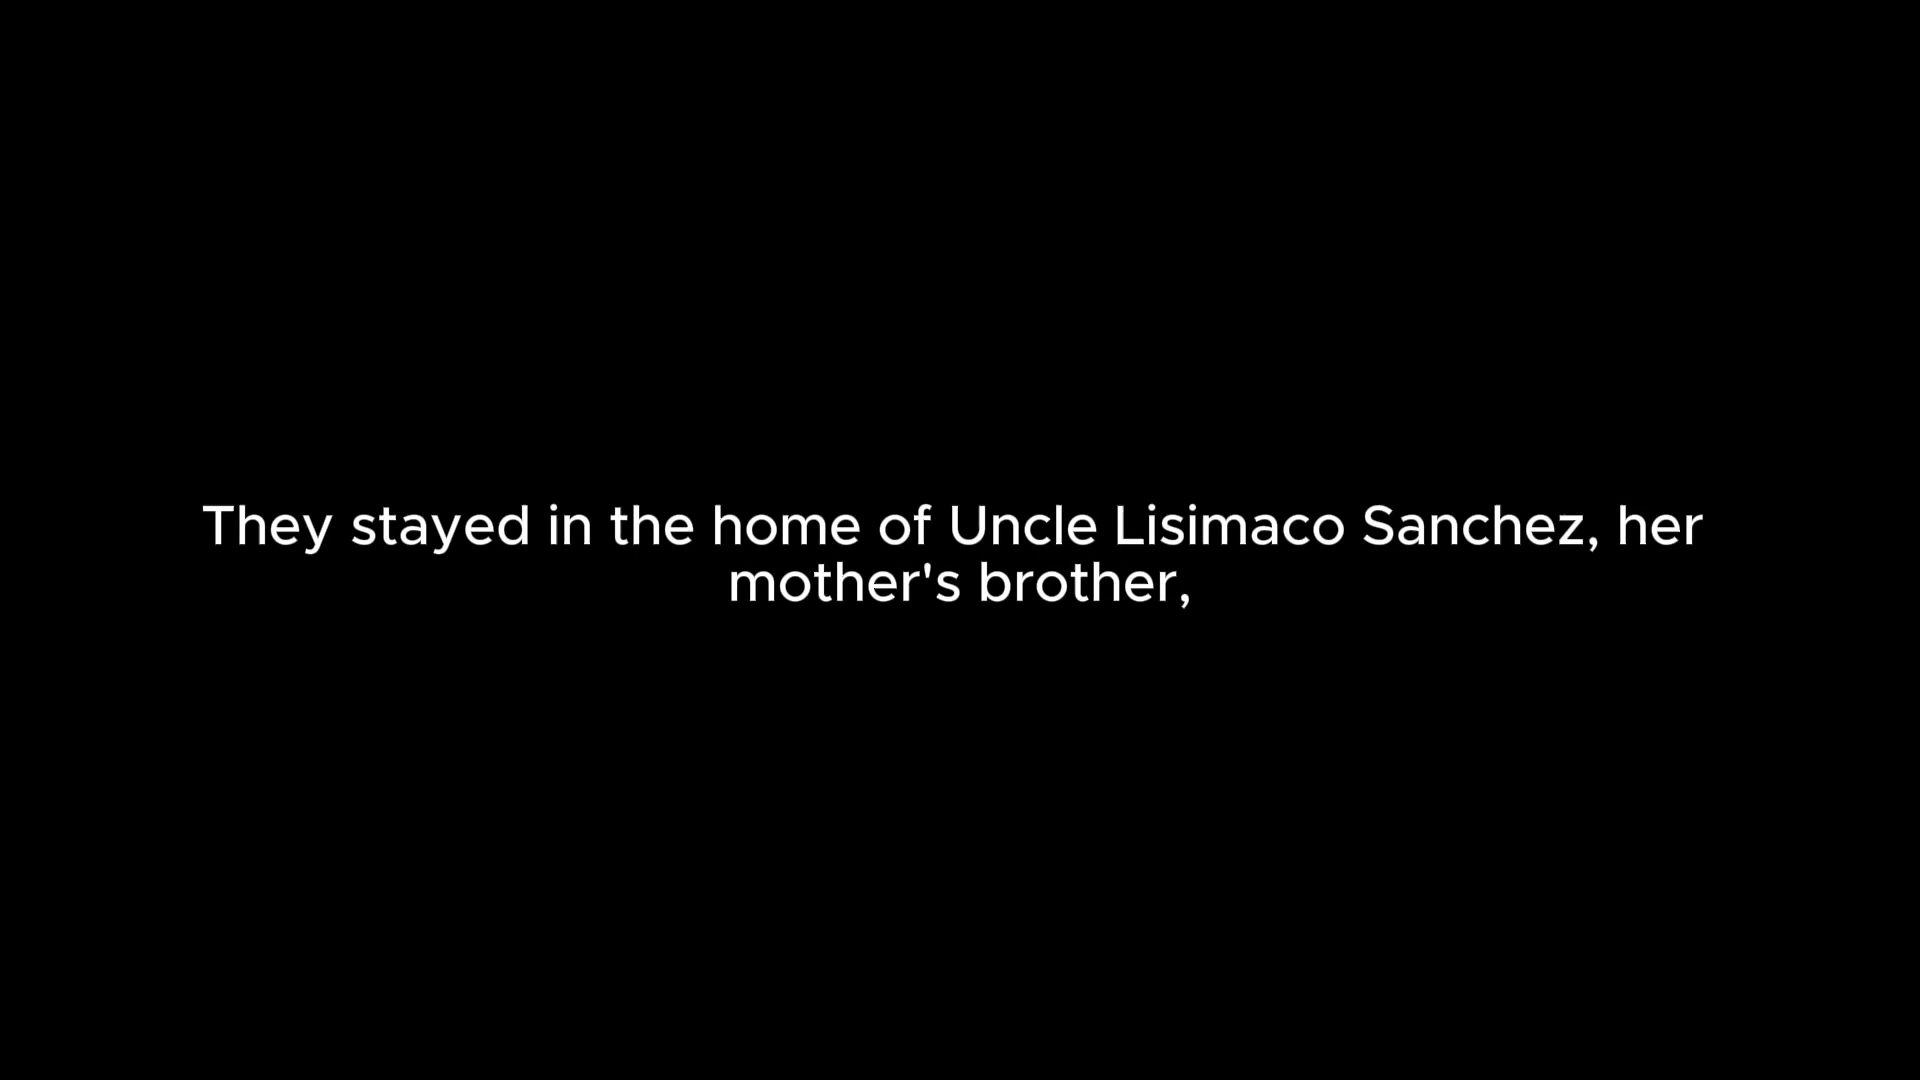 They stayed in the home of Uncle Lisimaco Sanchez, her
mother's brother,